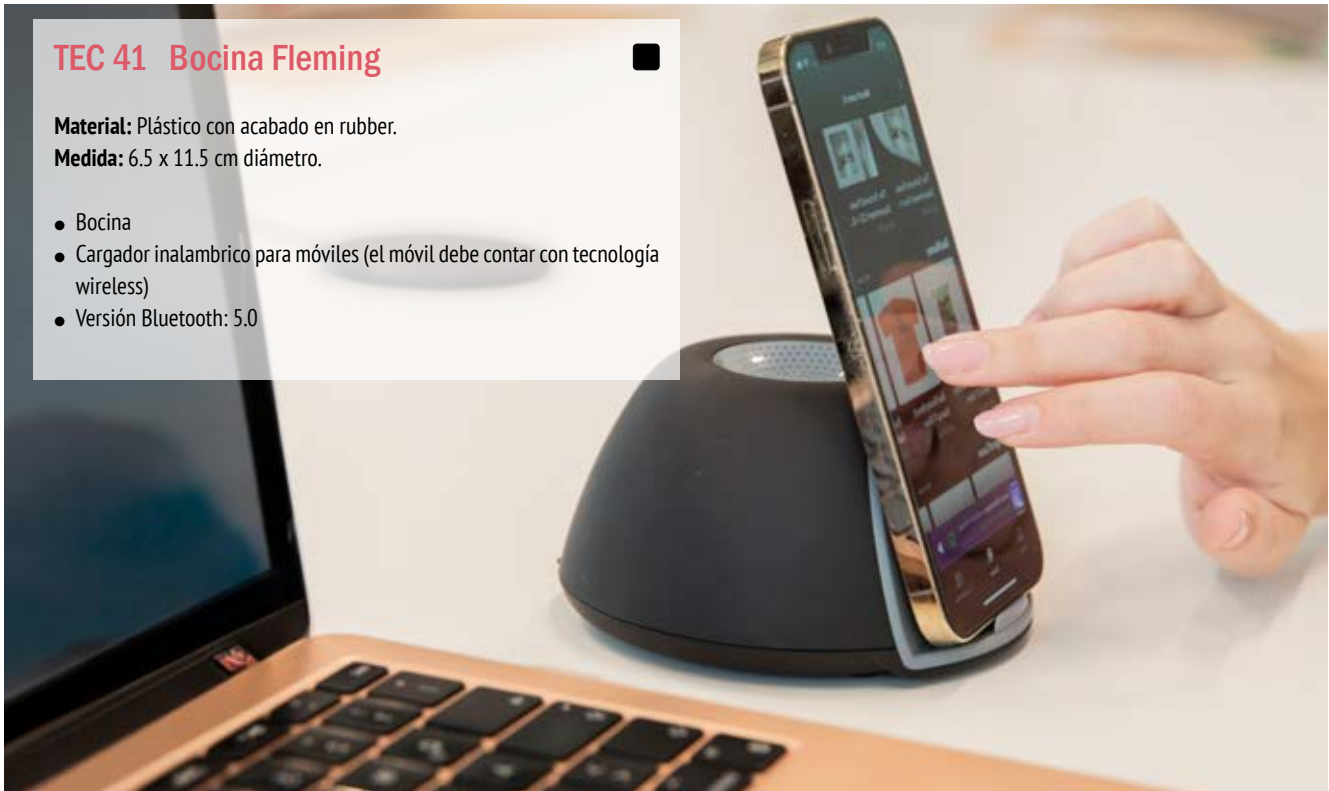 TEC 41 Bocina Fleming
Material: Plástico con acabado en rubber.
Medida: 6.5 x 11.5 cm diámetro.
● Bocina
● Cargador inalambrico para móviles (el móvil debe contar con tecnología
wireless)
● Versión Bluetooth: 5.0